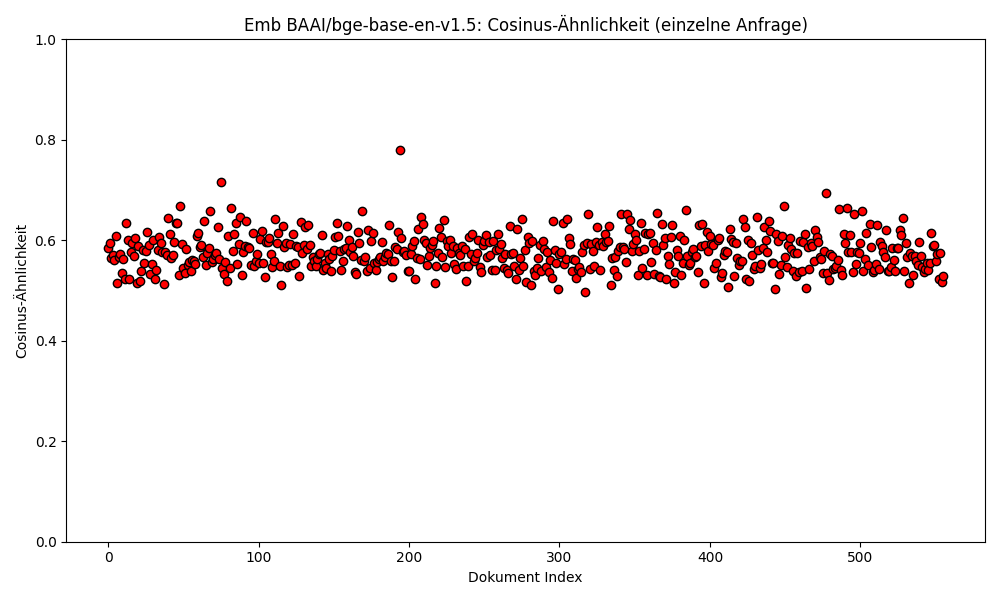 Emb BAAI/bge-base-en-v1.5: Cosinus-Ähnlichkeit (einzelne Anfrage)
Cosinus-Ähnlichkeit
1.0
0.8
0.6
0.4
0.2
0.0
0 100 200 300 400 500
Dokument Index